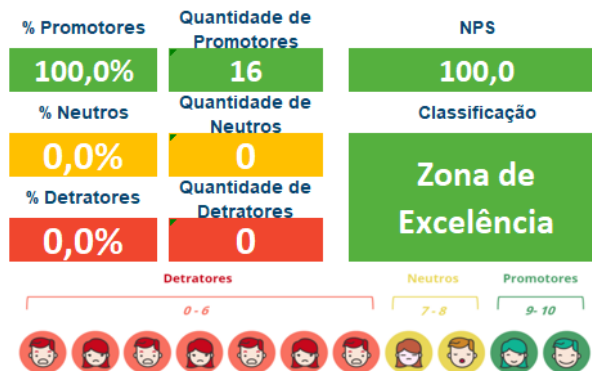 % Promotores
Quantidade de
Promotores
NPS
100,0%
16
100,0
% Neutros
Quantidade de
Neutros
Classificação
0,0%
0
Zona de
Excelência
% Detratores
Quantidade de
Detratores
0,0%
0
Detratores
Neutros
Promotores
0 - 6
7 - 8
9- 10